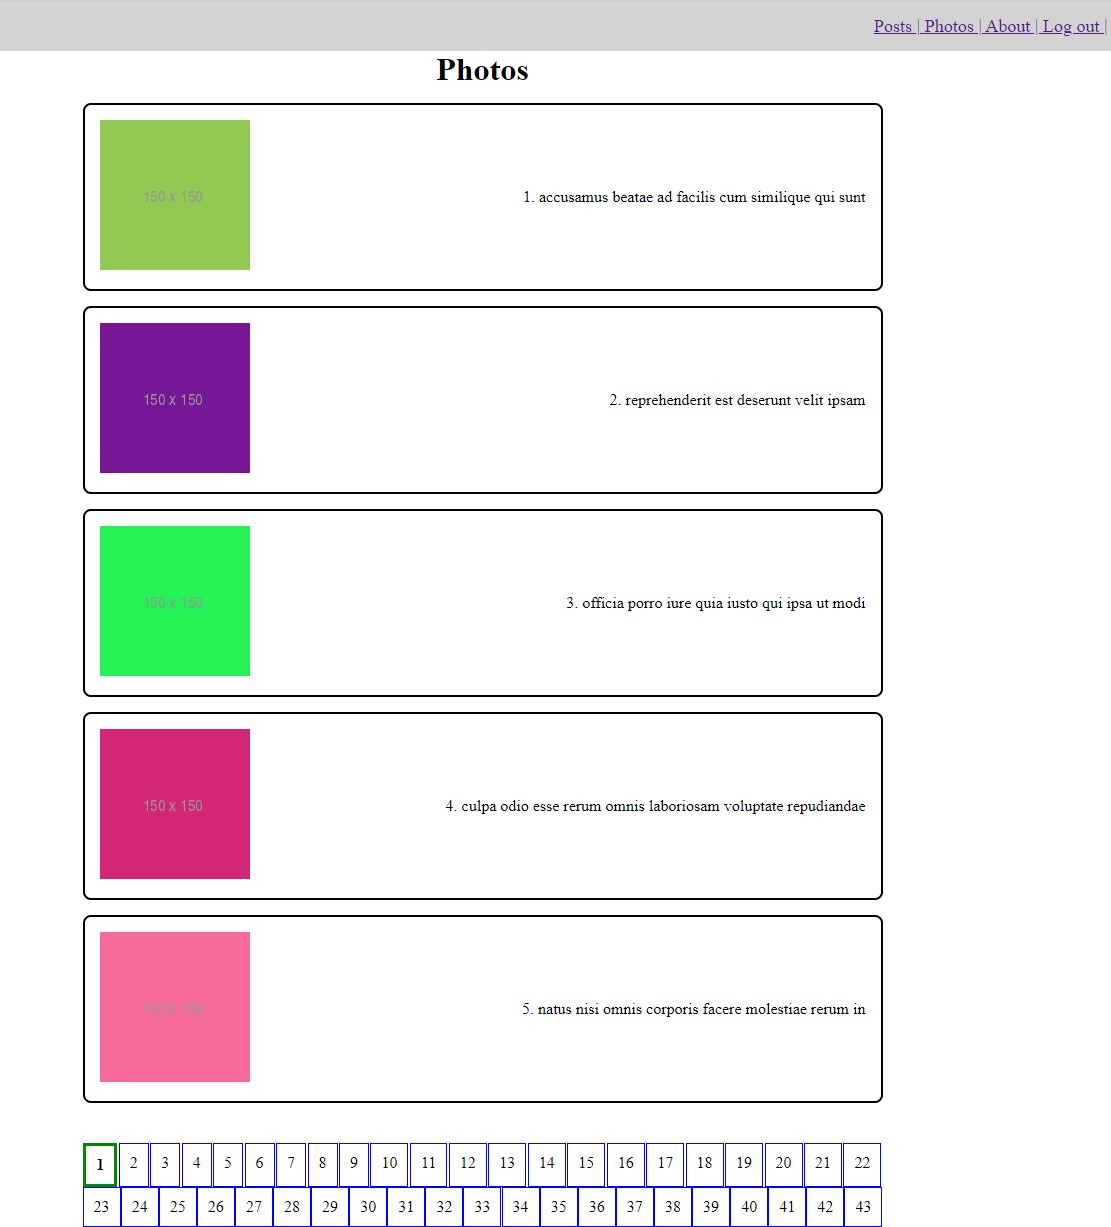 Posts | Photos | About | Log out |
Photos
150 x 150
1. accusamus beatae ad facilis cum similique qui sunt
150 x 150
2. reprehenderit est deserunt velit ipsam
150 x 150
3. officia porro iure quia iusto qui ipsa ut modi
150 x 150
4. culpa odio esse rerum omnis laboriosam voluptate repudiandae
150 x 150
5. natus nisi omnis corporis facere molestiae rerum in
1 2 3 4 5 6 7 8 9 10 11 12 13 14 15 16 17 18 19 20 21 22
23 24 25 26 27 28 29 30 31 32 33 34 35 36 37 38 39 40 41 42 43